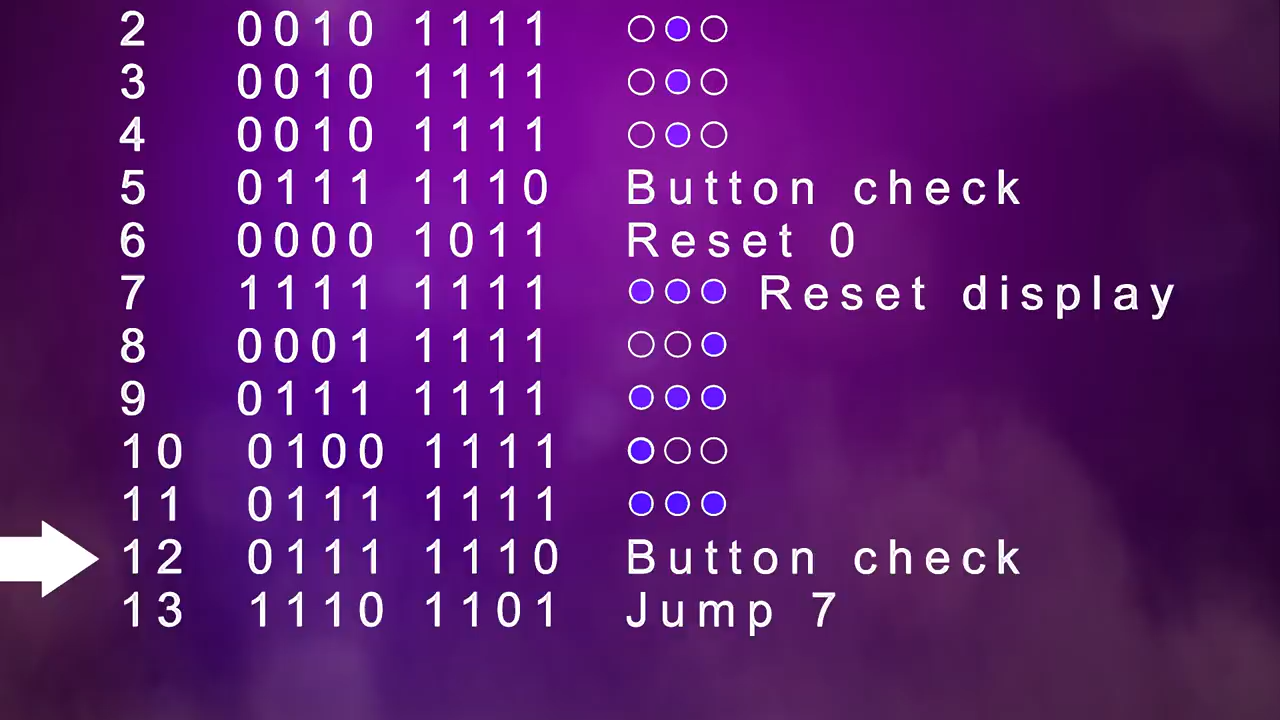 2 0010 1111
3 0010 1111
4 0010 1111
5 0111 1110 Button check
6 0000 1011 Reset 0
7 1111 1111 Reset display
8 0001 1111
9 0111 1111
10 0100 1111
11 0111 1111
12 0111 1110 Button check
13 1110 1101 Jump 7